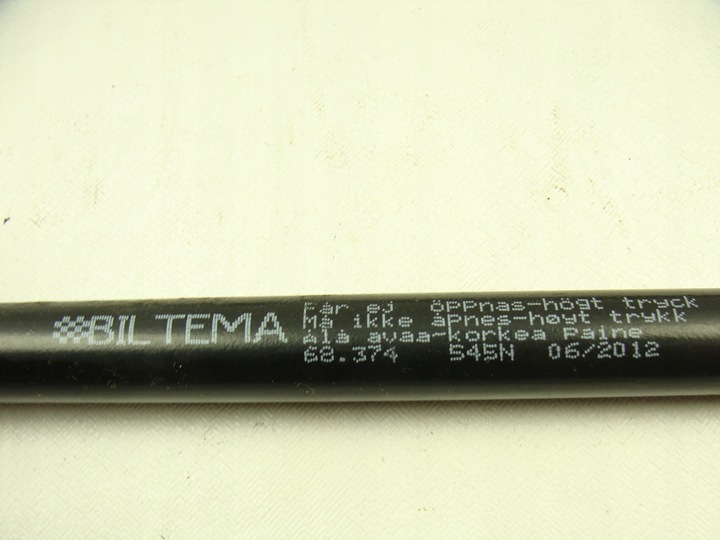 BILTEMA
Får ej öppnas-högt tryck
Må ikke åpnes-høyt trykk
älä avaa-korkea Paine
68.374 545N 06/2012